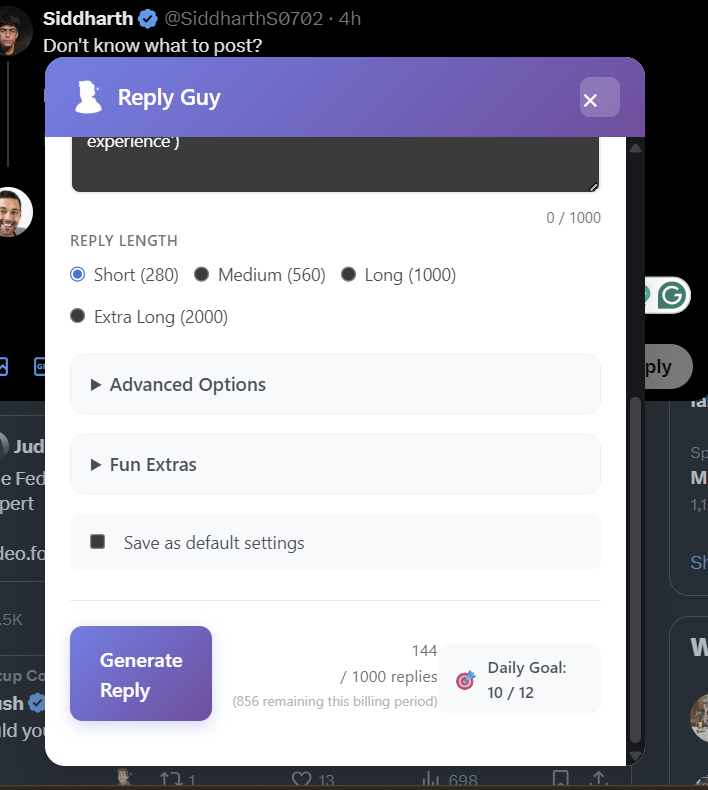 Siddharth @SiddharthS0702 · 4h
Don't know what to post?
Reply Guy
experience')
0 / 1000
REPLY LENGTH
Short (280) Medium (560) Long (1000)
Extra Long (2000)
ply
▶ Advanced Options
Jud
▶ Fun Extras
e Fed
Sp
M
pert
1,1
Save as default settings
deo.fo
Sh
.5K
Generate
Reply
144
/ 1000 replies
(856 remaining this billing period)
Daily Goal:
10 / 12
W
tup Co
ush
ld you
1 13 698